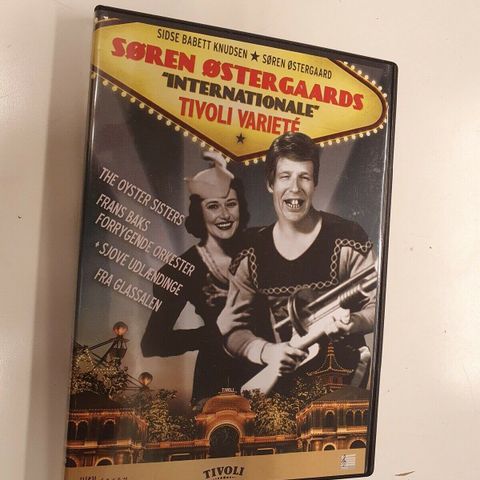 SIDSE BABETT KNUDSEN ★ SØREN ØSTERGAARD
SØREN ØSTERGAARDS
"INTERNATIONALE"
TIVOLI VARIETÉ
THE OYSTER SISTERS
FRANS BAKS
FORRYGENDE ORKESTER
+ SJOVE UDLÆNDINGE
FRA GLASSALEN
TIVOLI
TIVOLI